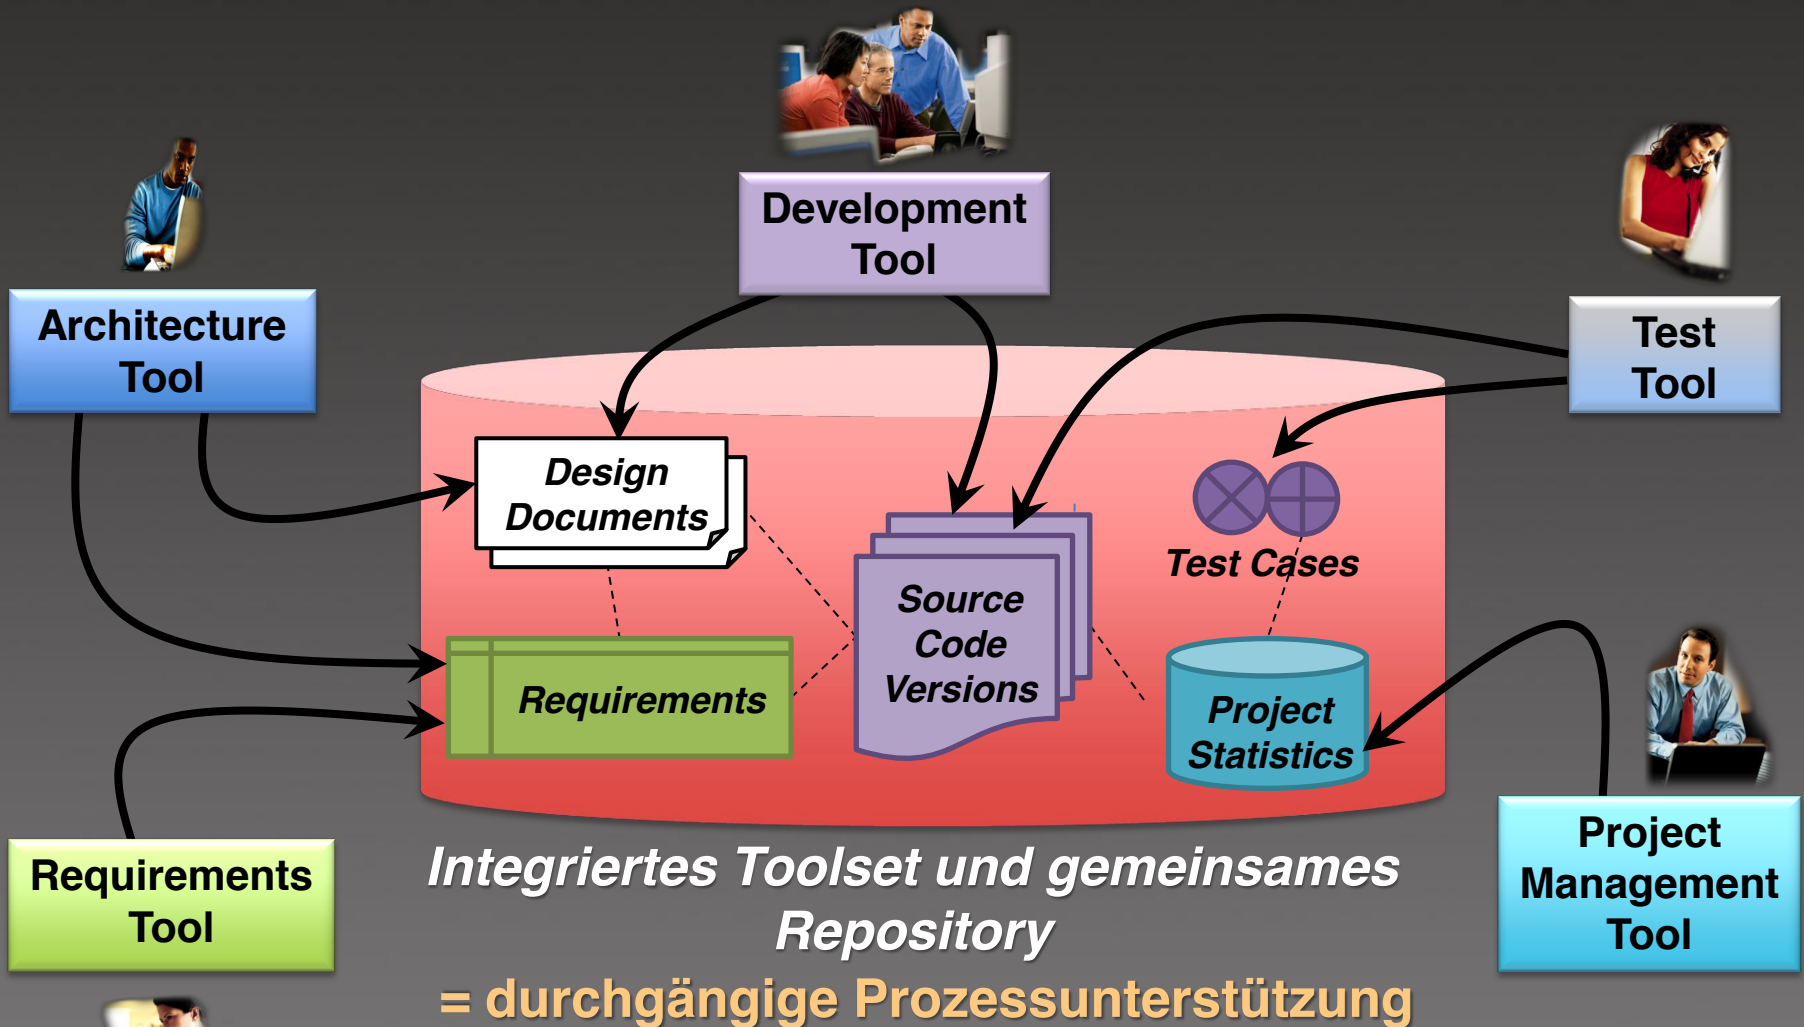 Development
Tool
Architecture
Tool
Test
Tool
Design
Documents
Test Cases
Source
Code
Versions
Requirements
Project
Statistics
Requirements
Tool
Project
Management
Tool
Integriertes Toolset und gemeinsames
Repository
= durchgängige Prozessunterstützung